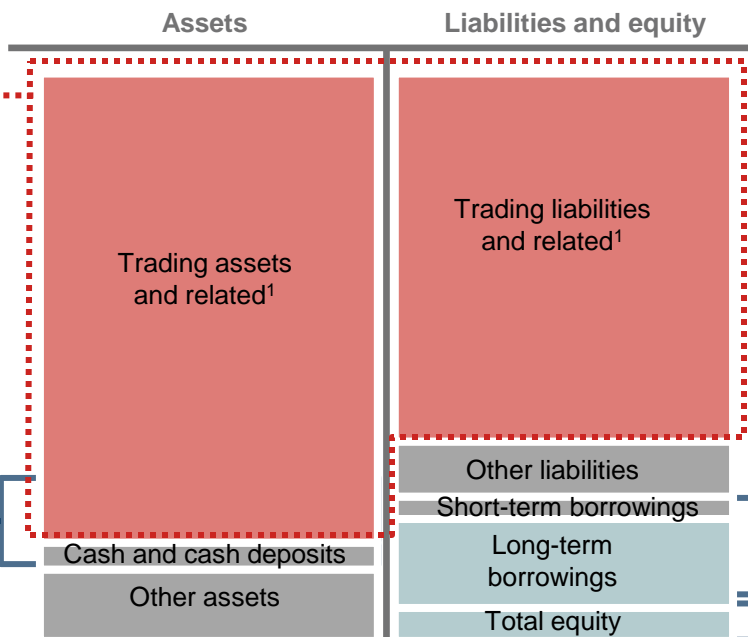 Assets
Liabilities and equity
Trading assets
and related¹
Trading liabilities
and related¹
Other liabilities
Short-term borrowings
Cash and cash deposits
Long-term
borrowings
Other assets
Total equity